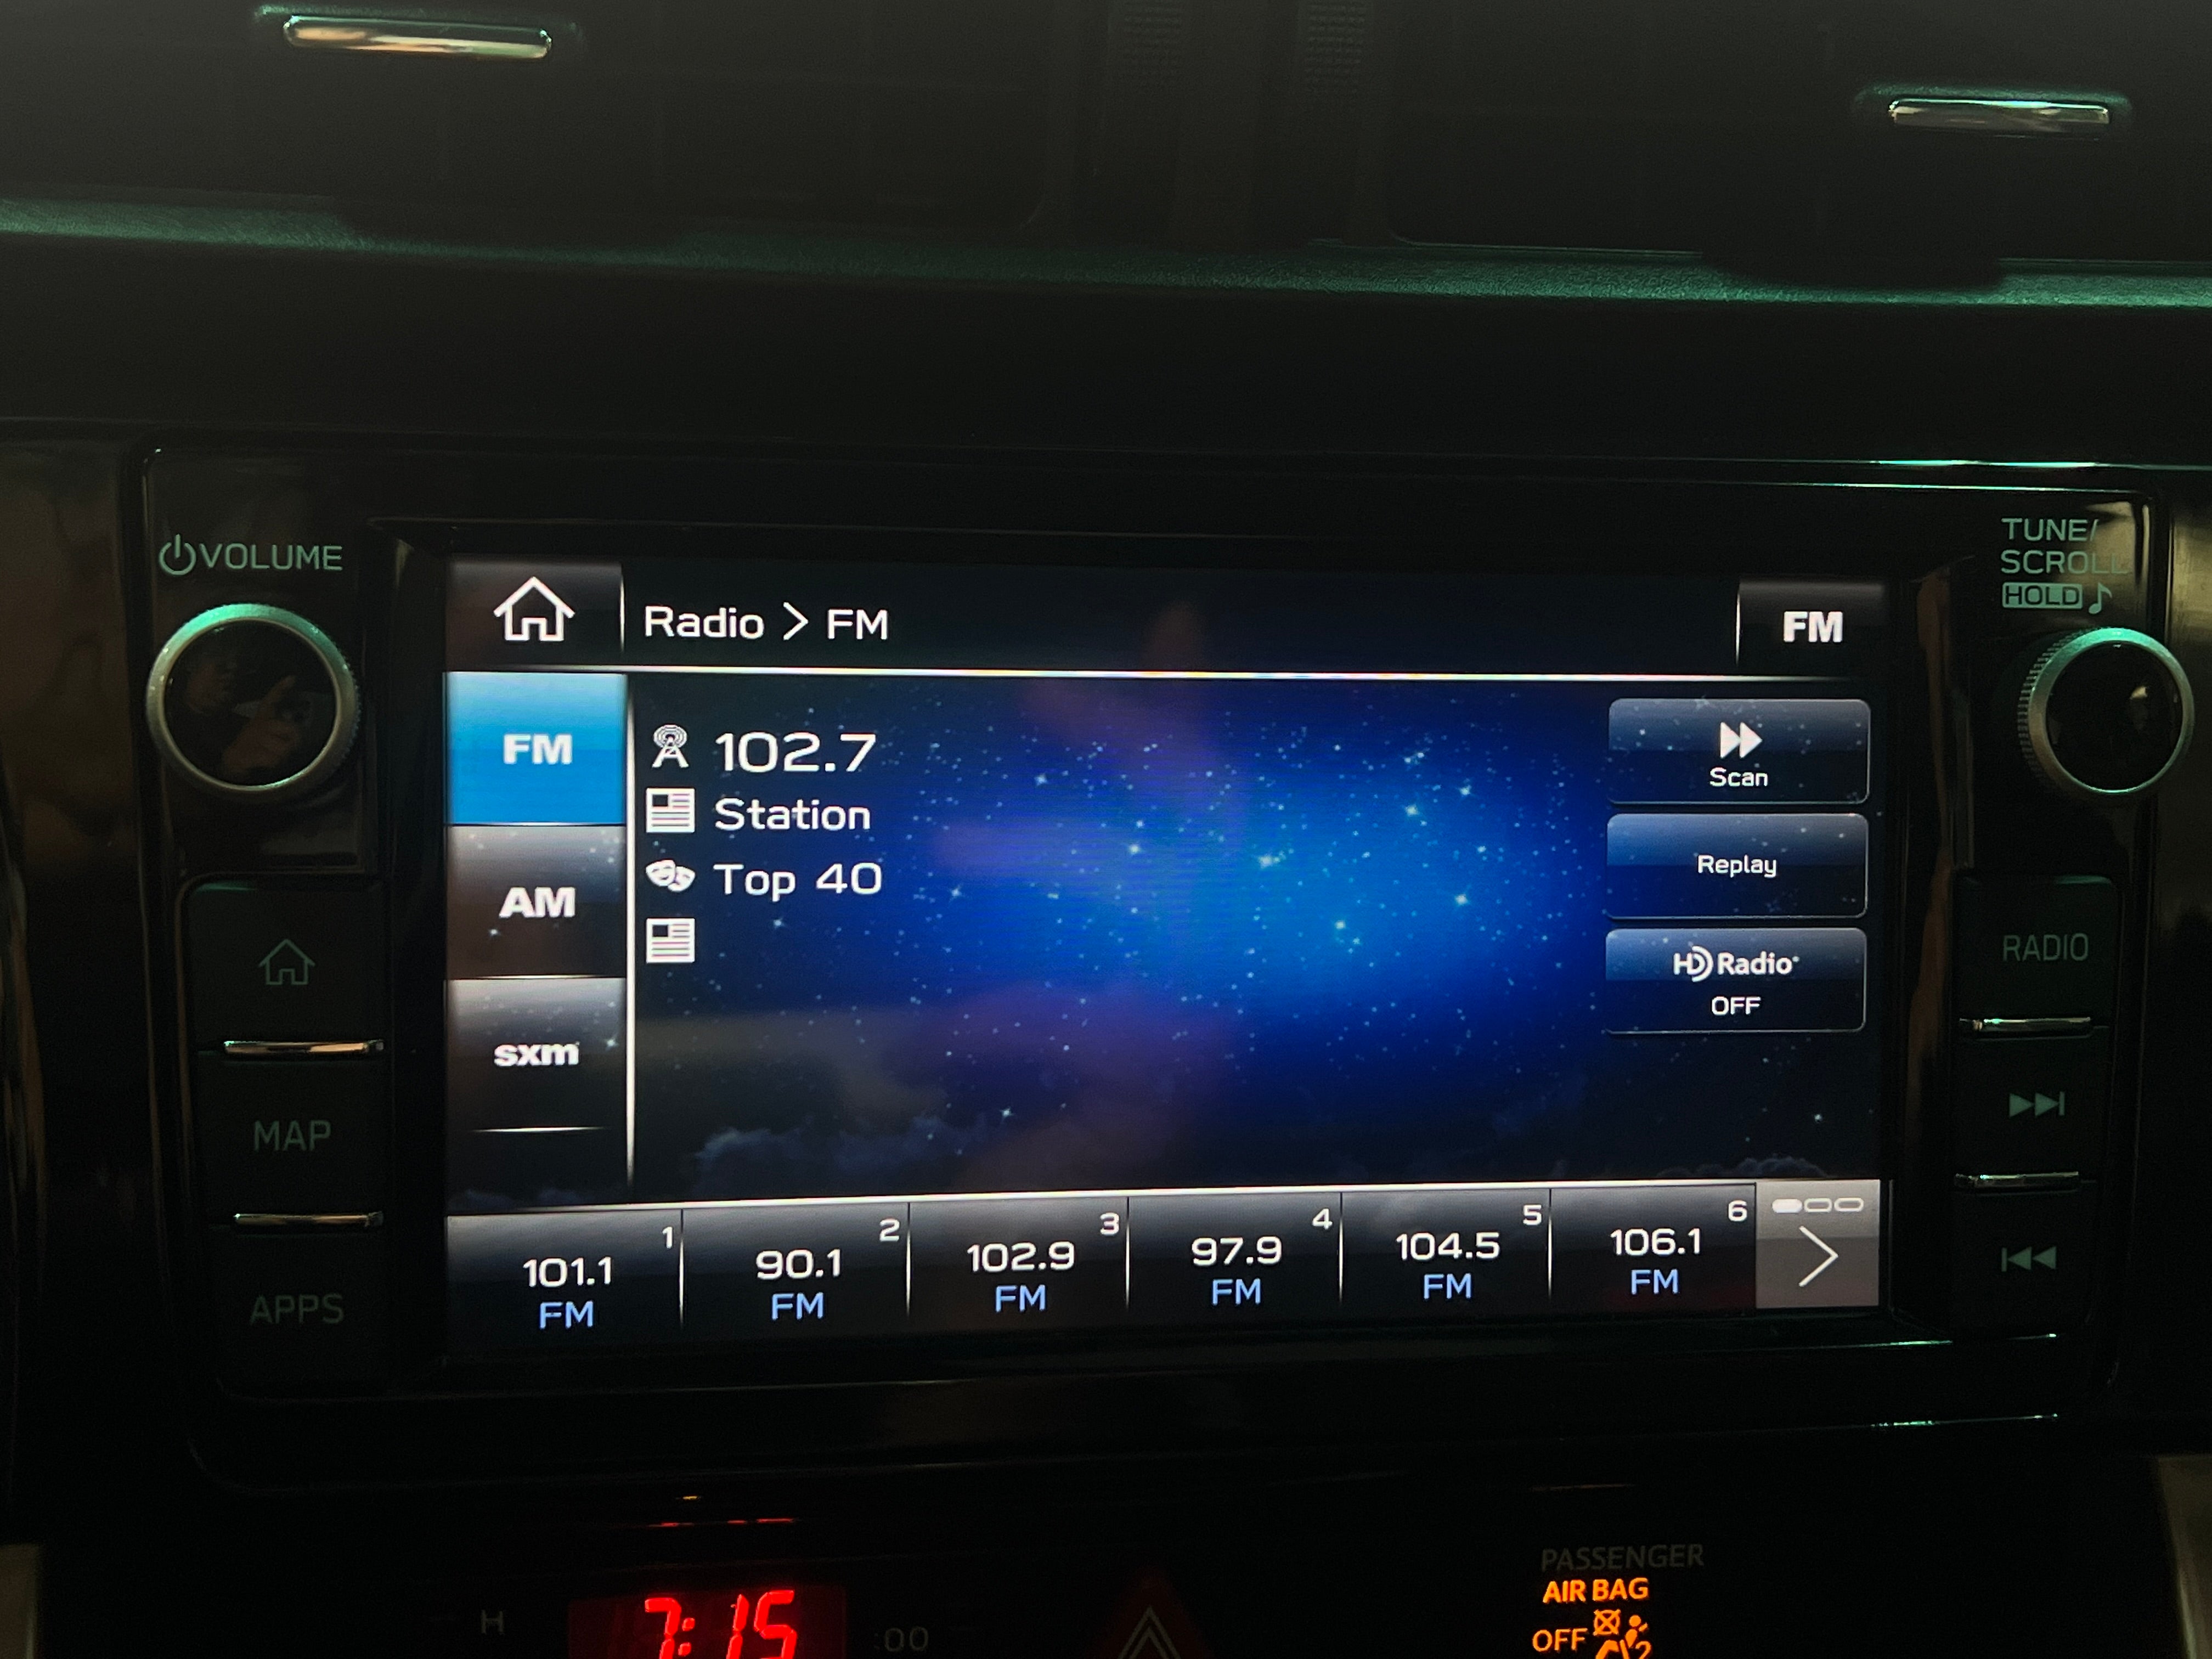 VOLUME
TUNE/
SCROLL
HOLD
Radio > FM
FM
FM
AM
sxm
102.7
Station
Top 40
Scan
Replay
HD Radio
OFF
MAP
APPS
RADIO
1
101.1
FM
2
90.1
FM
3
102.9
FM
4
97.9
FM
5
104.5
FM
6
106.1
FM
H
7:15
:00
PASSENGER
AIR BAG
OFF 2